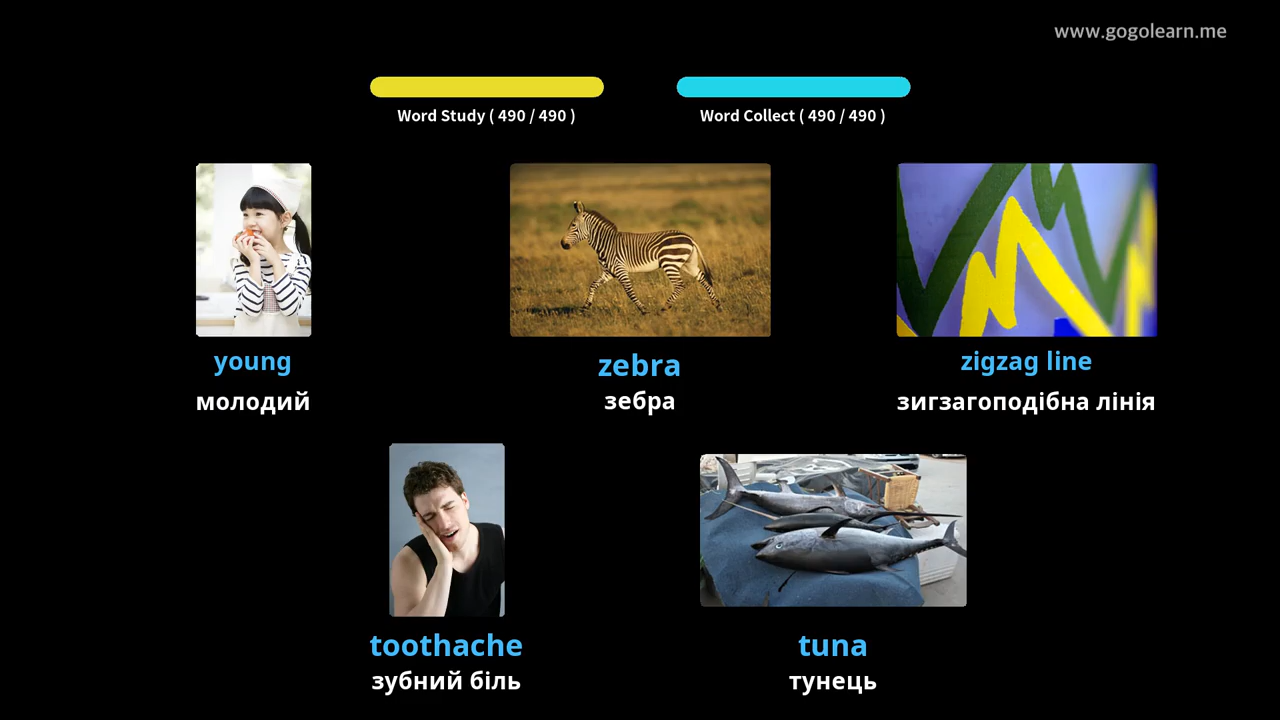 www.gogolearn.me
Word Study ( 490 / 490 )
Word Collect ( 490 / 490 )
young
молодий
zebra
зебра
zigzag line
зигзагоподібна лінія
toothache
зубний біль
tuna
тунець